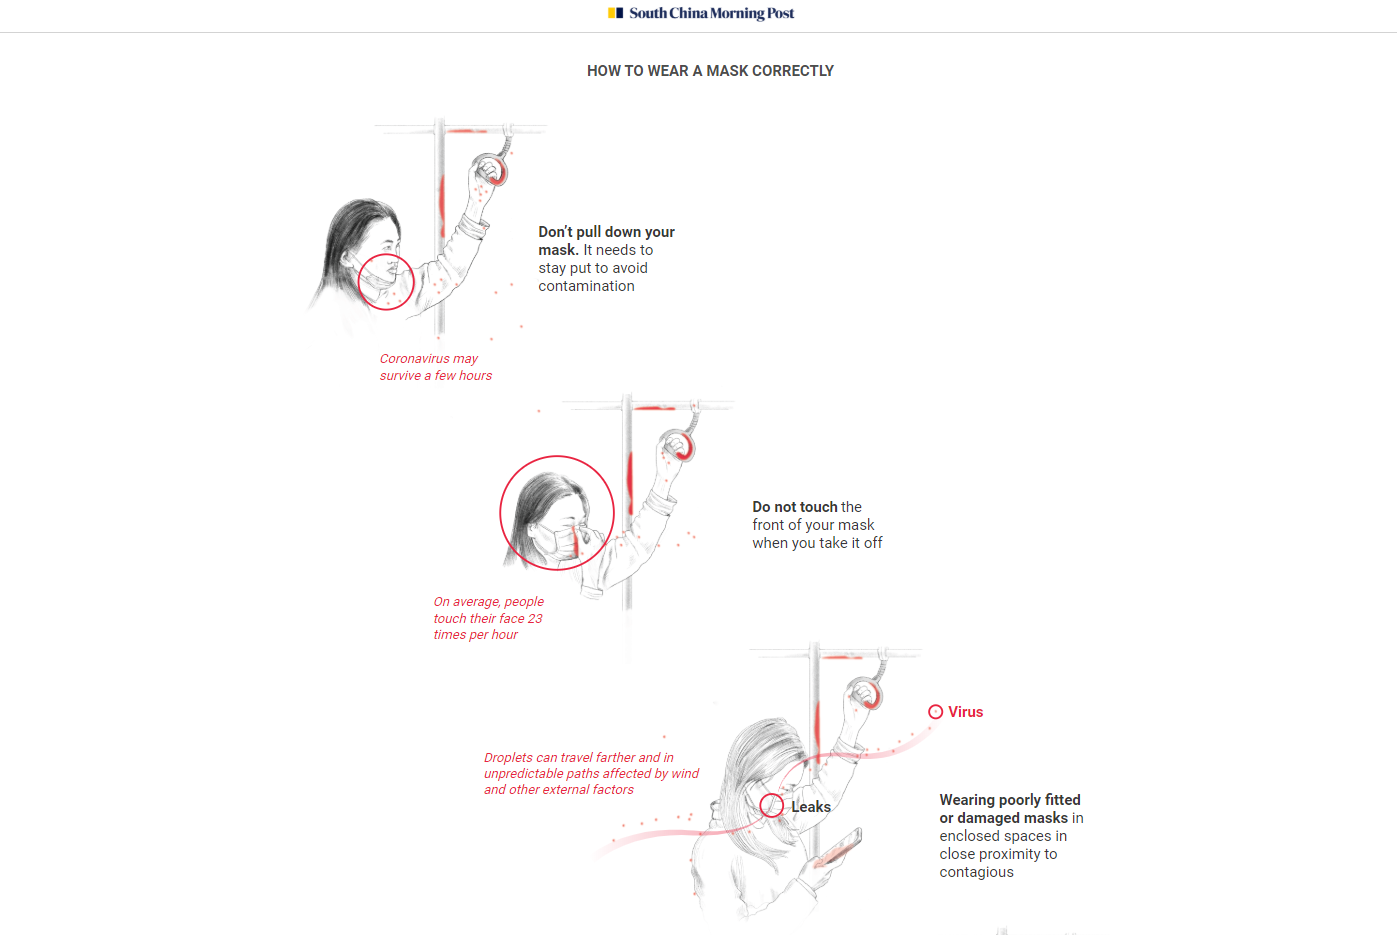 South China Morning Post
HOW TO WEAR A MASK CORRECTLY
Don't pull down your
mask. It needs to
stay put to avoid
contamination
Coronavirus may
survive a few hours
Do not touch the
front of your mask
when you take it off
On average, people
touch their face 23
times per hour
Virus
Droplets can travel farther and in
unpredictable paths affected by wind
and other external factors
Leaks
Wearing poorly fitted
or damaged masks in
enclosed spaces in
close proximity to
contagious